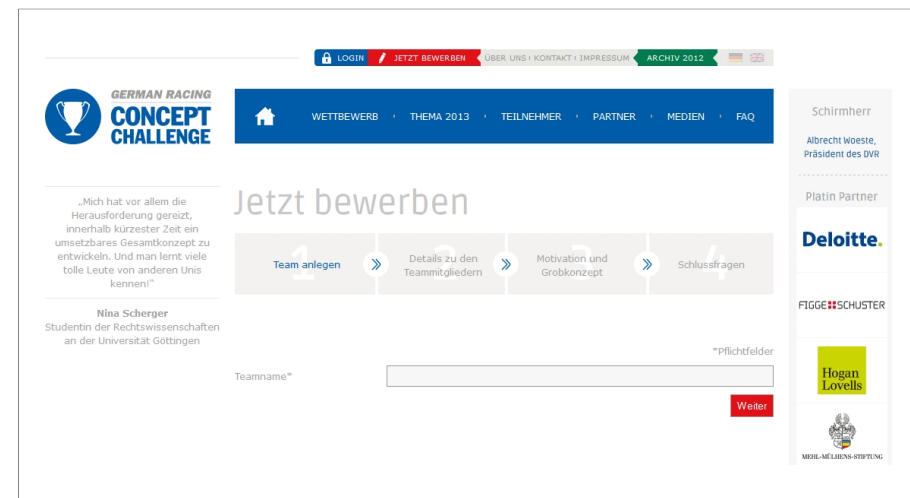 LOGIN
JETZT BEWERBEN
ÜBER UNS KONTAKT IMPRESSUM
ARCHIV 2012
GERMAN RACING
CONCEPT
CHALLENGE
WETTBEWERB
THEMA 2013
TEILNEHMER
PARTNER
MEDIEN
FAQ
„Mich hat vor allem die
Herausforderung gereizt,
innerhalb kürzester Zeit ein
umsetzbares Gesamtkonzept zu
entwickeln. Und man lernt viele
tolle Leute von anderen Unis
kennen!“
Nina Scherger
Studentin der Rechtswissenschaften
an der Universität Göttingen
Jetzt bewerben
1
Team anlegen
2
Details zu den
Teammitgliedern
3
Motivation und
Grobkonzept
4
Schlussfragen
*Pflichtfelder
Teamname*
Weiter
Schirmherr
Albrecht Woeste,
Präsident des DVR
Platin Partner
Deloitte.
FIGGE SCHUSTER
Hogan
Lovells
MEHL-MÜLHENS-STIFTUNG